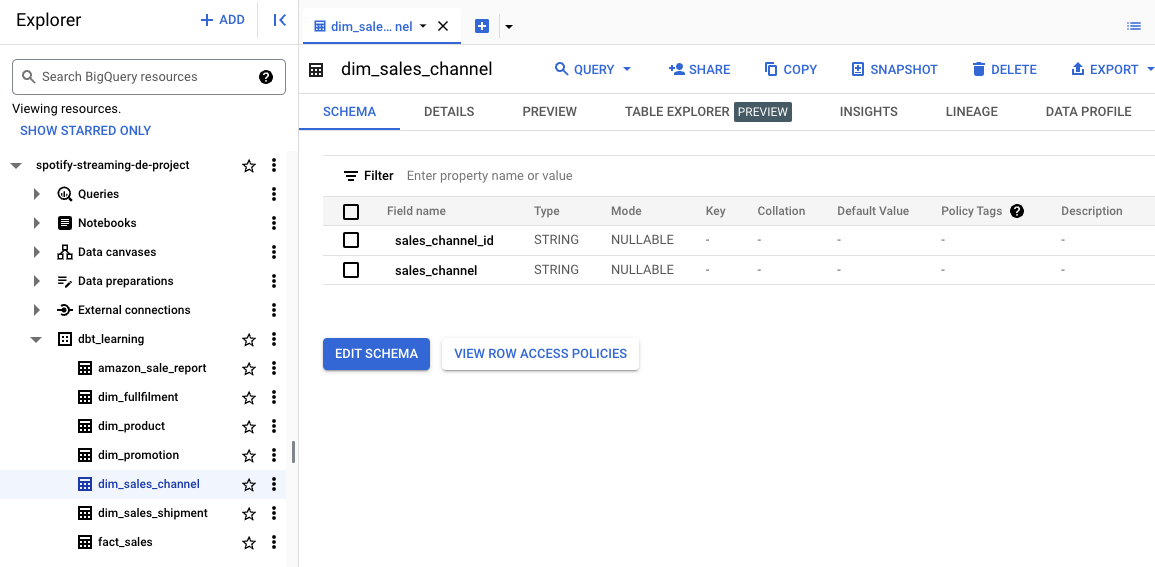 Explorer
+ ADD
Search BigQuery resources
Viewing resources.
SHOW STARRED ONLY
spotify-streaming-de-project
Queries
Notebooks
Data canvases
Data preparations
External connections
dbt_learning
amazon_sale_report
dim_fullfilment
dim_product
dim_promotion
dim_sales_channel
dim_sales_shipment
fact_sales
dim_sale... nel
dim_sales_channel
QUERY SHARE COPY SNAPSHOT DELETE EXPORT
SCHEMA DETAILS PREVIEW TABLE EXPLORER PREVIEW INSIGHTS LINEAGE DATA PROFILE
Filter Enter property name or value
Field name Type Mode Key Collation Default Value Policy Tags ? Description
sales_channel_id STRING NULLABLE - - - - -
sales_channel STRING NULLABLE - - - - -
EDIT SCHEMA VIEW ROW ACCESS POLICIES